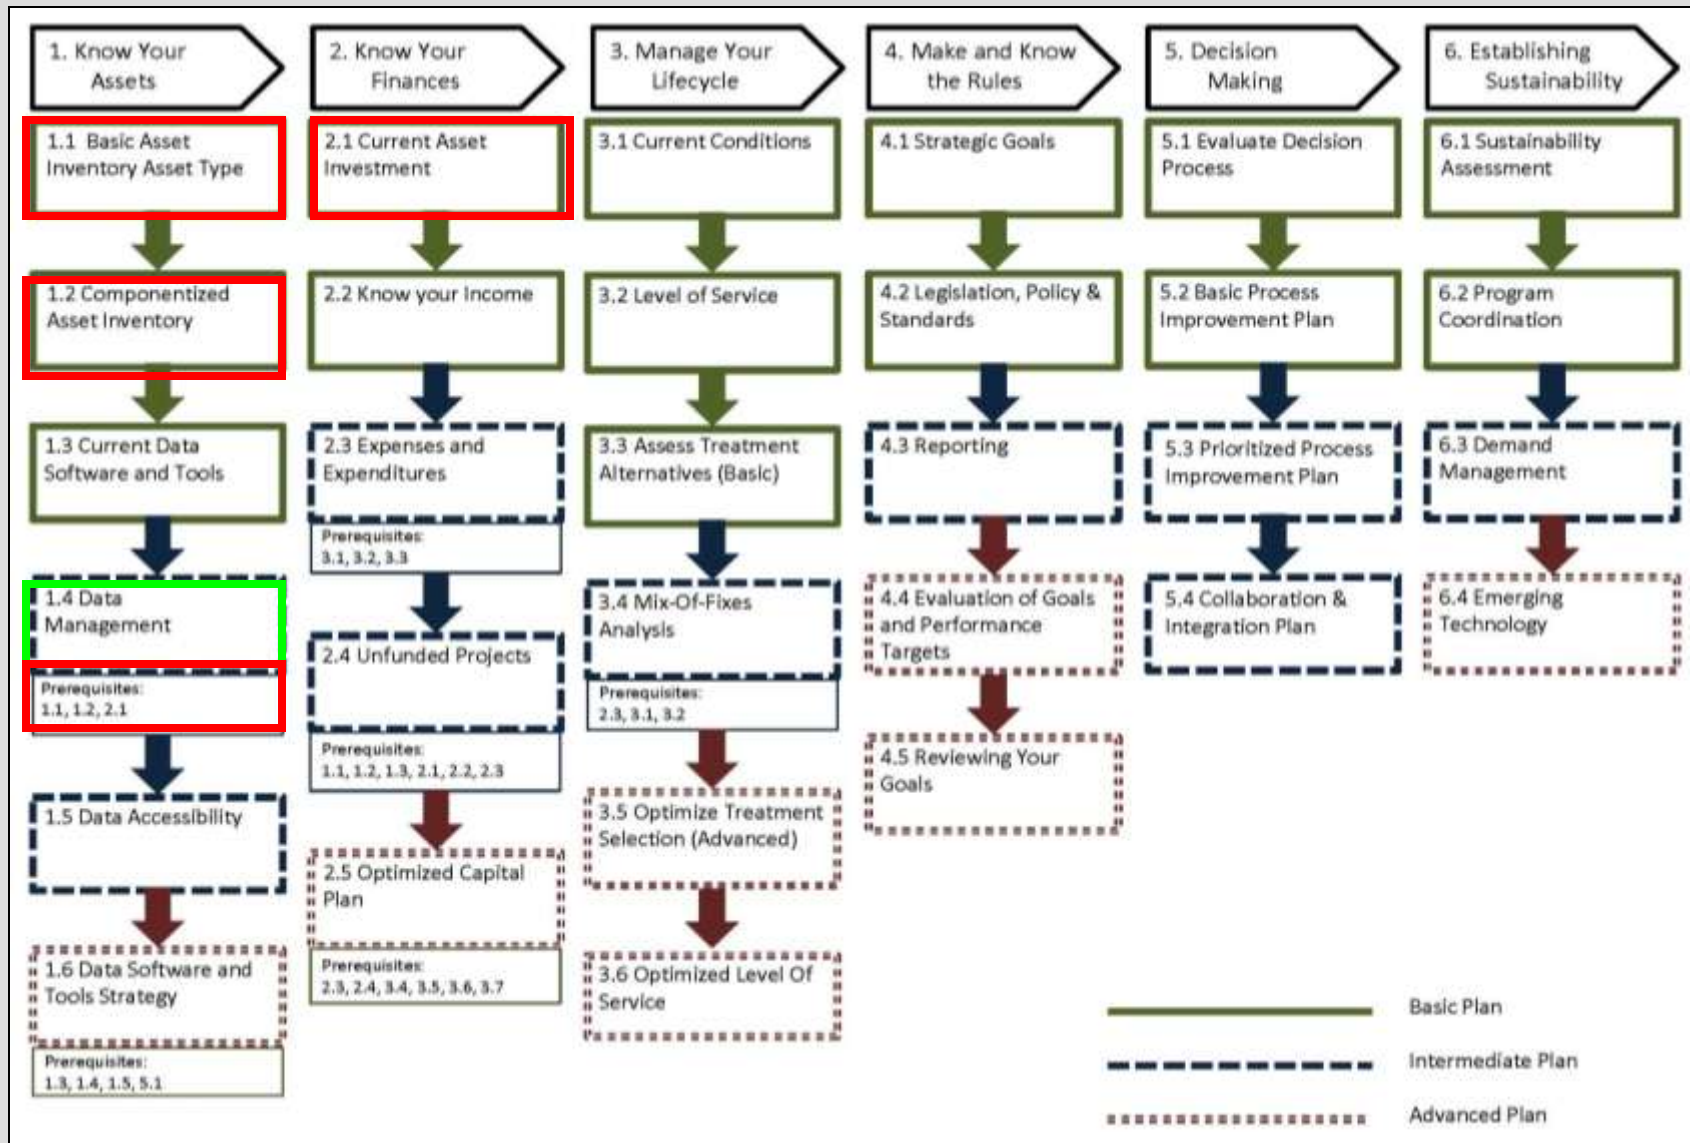 1. Know Your
Assets
2. Know Your
Finances
3. Manage Your
Lifecycle
4. Make and Know
the Rules
5. Decision
Making
6. Establishing
Sustainability
1.1 Basic Asset
Inventory Asset Type
1.2 Componentized
Asset Inventory
1.3 Current Data
Software and Tools
1.4 Data
Management
Prerequisites:
1.1, 1.2, 2.1
1.5 Data Accessibility
1.6 Data Software and
Tools Strategy
Prerequisites:
1.3, 1.4, 1.5, 5.1
2.1 Current Asset
Investment
2.2 Know your Income
2.3 Expenses and
Expenditures
Prerequisites:
3.1, 3.2, 3.3
2.4 Unfunded Projects
Prerequisites:
1.1, 1.2, 1.3, 2.1, 2.2, 2.3
2.5 Optimized Capital
Plan
Prerequisites:
2.3, 2.4, 3.4, 3.5, 3.6, 3.7
3.1 Current Conditions
3.2 Level of Service
3.3 Assess Treatment
Alternatives (Basic)
3.4 Mix-Of-Fixes
Analysis
Prerequisites:
2.3, 3.1, 3.2
3.5 Optimize Treatment
Selection (Advanced)
3.6 Optimized Level Of
Service
4.1 Strategic Goals
4.2 Legislation, Policy &
Standards
4.3 Reporting
4.4 Evaluation of Goals
and Performance
Targets
4.5 Reviewing Your
Goals
5.1 Evaluate Decision
Process
5.2 Basic Process
Improvement Plan
5.3 Prioritized Process
Improvement Plan
5.4 Collaboration &
Integration Plan
6.1 Sustainability
Assessment
6.2 Program
Coordination
6.3 Demand
Management
6.4 Emerging
Technology
Basic Plan
Intermediate Plan
Advanced Plan